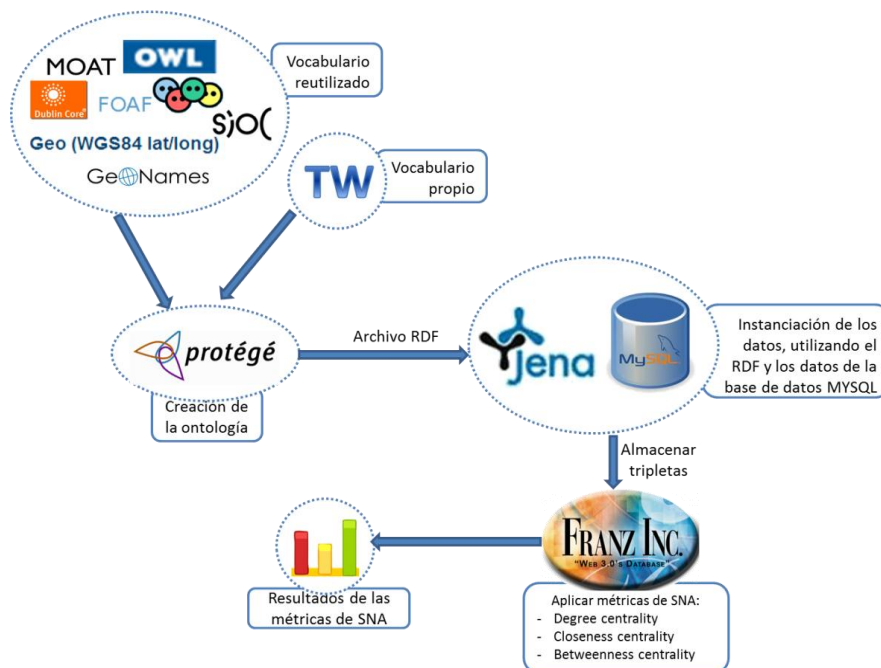 MOAT
OWL
Vocabulario
reutilizado
Dublin Core
FOAF
SJOC
Geo (WGS84 lat/long)
GeoNames
TW
Vocabulario
propio
protégé
Archivo RDF
Jena
MySQL
Instanciación de los
datos, utilizando el
RDF y los datos de la
base de datos MYSQL
Creación de
la ontología
Almacenar
tripletas
FRANZ INC.
"WEB 3.0'S DATABASE"
Resultados de las
métricas de SNA
Aplicar métricas de SNA:
- Degree centrality
- Closeness centrality
- Betweenness centrality